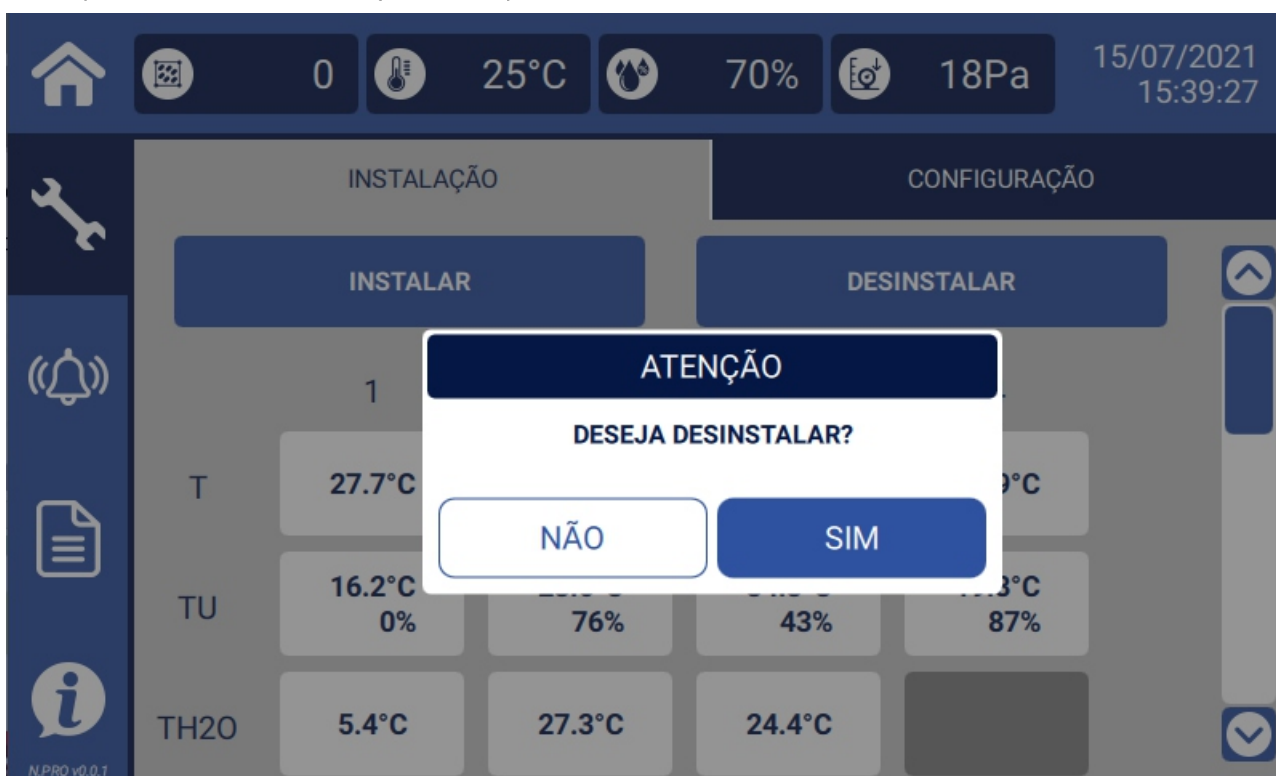 0 25°C 70% 18Pa 15/07/2021
15:39:27
INSTALAÇÃO CONFIGURAÇÃO
INSTALAR DESINSTALAR
ATENÇÃO
1
DESEJA DESINSTALAR?
T 27.7°C
NÃO SIM
TU 16.2°C
0% 76% 43% 87%
TH2O 5.4°C 27.3°C 24.4°C
N.PRO v0.0.1